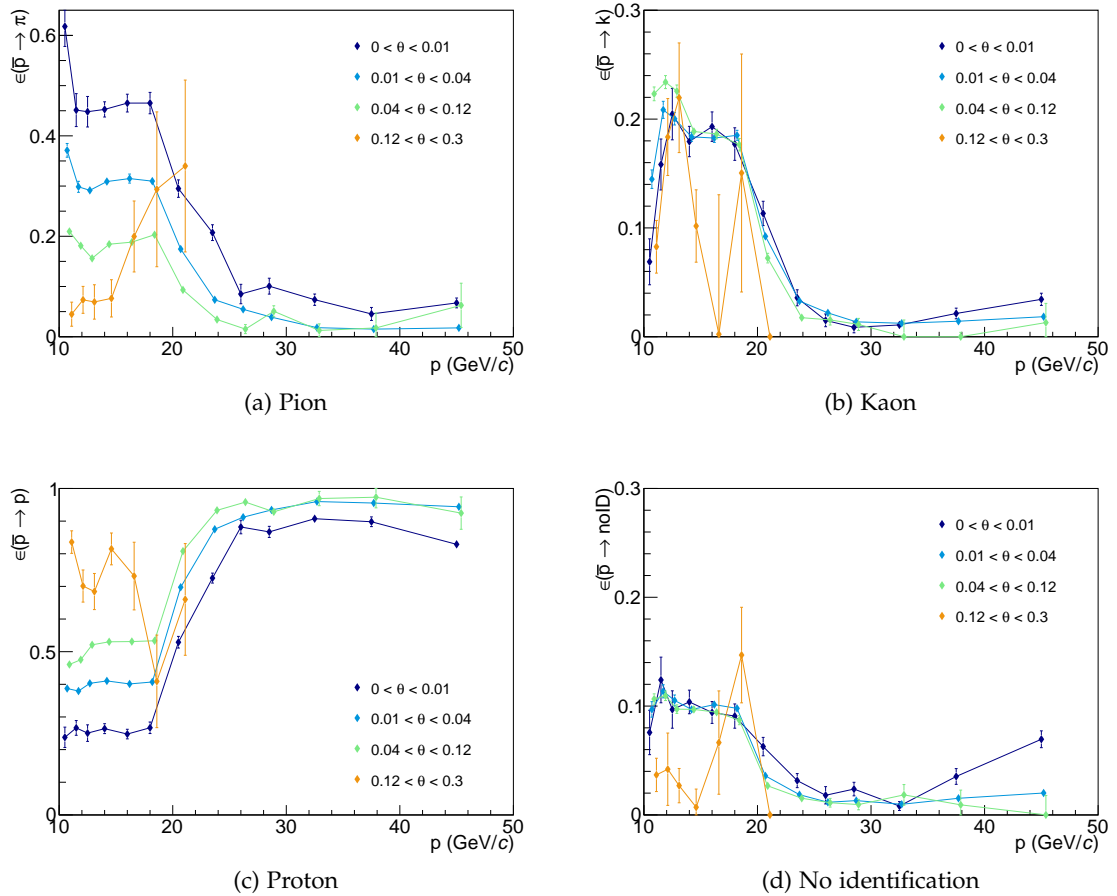 ϵ(p̅ → π)
0.6
0.4
0.2
0
10 20 30 40 50
p (GeV/c)
0 < θ < 0.01
0.01 < θ < 0.04
0.04 < θ < 0.12
0.12 < θ < 0.3
(a) Pion
ϵ(p̅ → k)
0.3
0.2
0.1
0
10 20 30 40 50
p (GeV/c)
0 < θ < 0.01
0.01 < θ < 0.04
0.04 < θ < 0.12
0.12 < θ < 0.3
(b) Kaon
ϵ(p̅ → p)
1
0.5
0
10 20 30 40 50
p (GeV/c)
0 < θ < 0.01
0.01 < θ < 0.04
0.04 < θ < 0.12
0.12 < θ < 0.3
(c) Proton
ϵ(p̅ → noID)
0.3
0.2
0.1
0
10 20 30 40 50
p (GeV/c)
0 < θ < 0.01
0.01 < θ < 0.04
0.04 < θ < 0.12
0.12 < θ < 0.3
(d) No identification